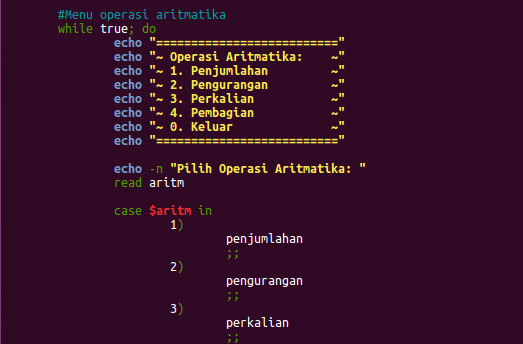 #Menu operasi aritmatika
while true; do
echo "=========================="
echo "~ Operasi Aritmatika:    ~"
echo "~ 1. Penjumlahan         ~"
echo "~ 2. Pengurangan         ~"
echo "~ 3. Perkalian           ~"
echo "~ 4. Pembagian           ~"
echo "~ 0. Keluar              ~"
echo "=========================="
echo -n "Pilih Operasi Aritmatika: "
read aritm
case $aritm in
1)
penjumlahan
;;
2)
pengurangan
;;
3)
perkalian
;;